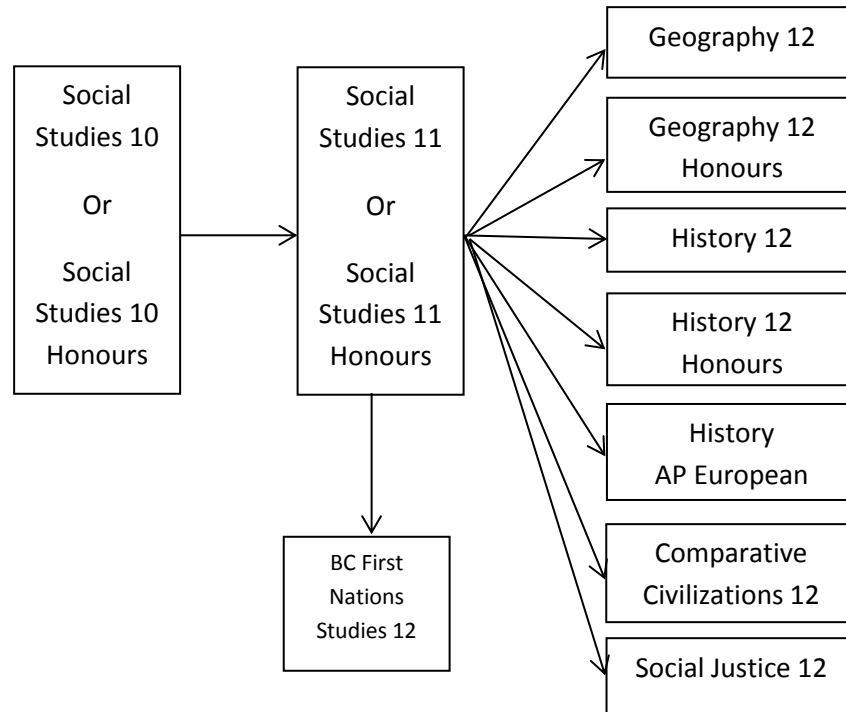 Social
Studies 10
Or
Social
Studies 10
Honours
Social
Studies 11
Or
Social
Studies 11
Honours
BC First
Nations
Studies 12
Geography 12
Geography 12
Honours
History 12
History 12
Honours
History
AP European
Comparative
Civilizations 12
Social Justice 12